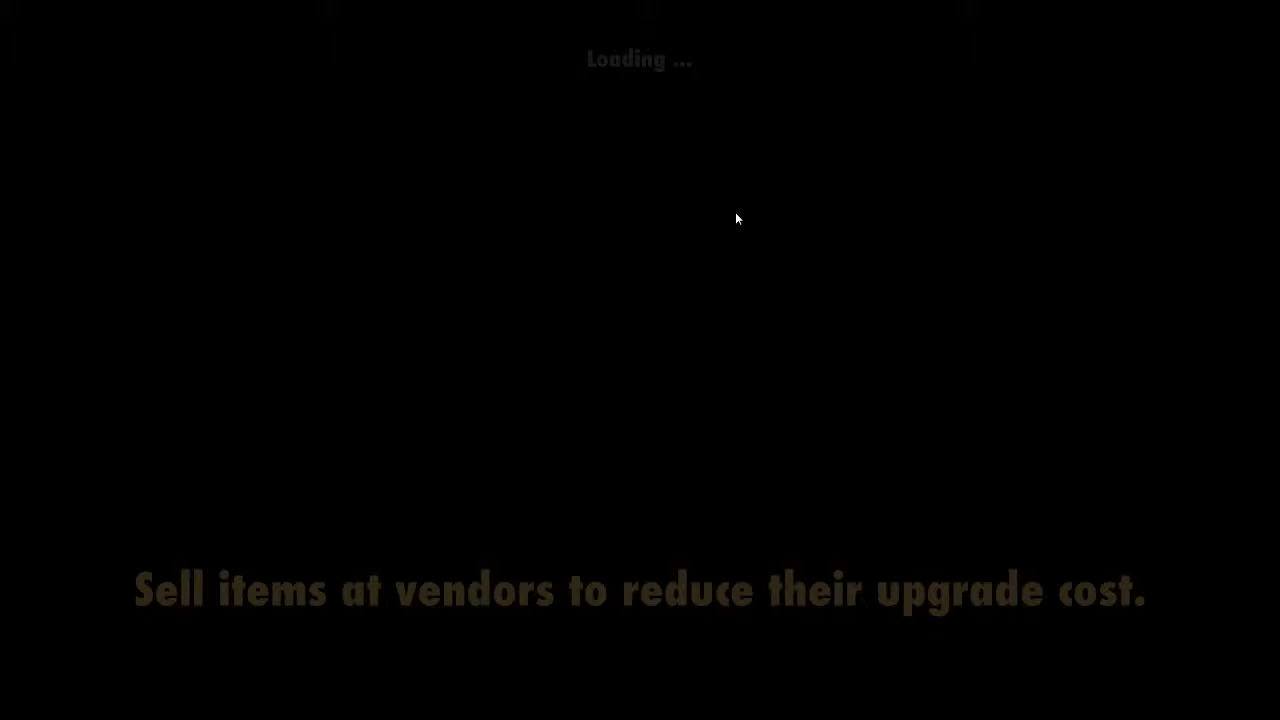 Loading ...
Sell items at vendors to reduce their upgrade cost.